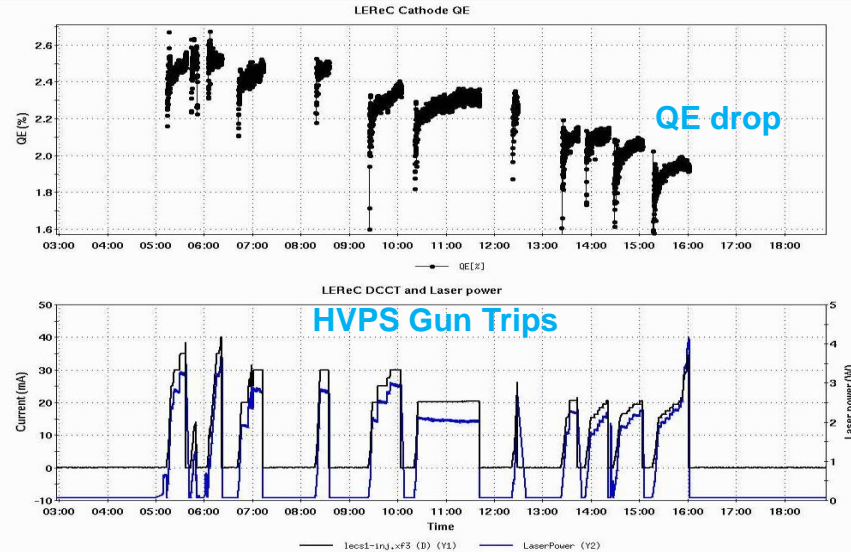 LEReC Cathode QE
QE (%)
2.6
2.4
2.2
2.0
1.8
1.6
QE drop
03:00 04:00 05:00 06:00 07:00 08:00 09:00 10:00 11:00 12:00 13:00 14:00 15:00 16:00 17:00 18:00
QE[%]
LEReC DCCT and Laser power
HVPS Gun Trips
Current (mA)
50
40
30
20
10
0
-10
5
4
3
2
1
0
Laser power (W)
03:00 04:00 05:00 06:00 07:00 08:00 09:00 10:00 11:00 12:00 13:00 14:00 15:00 16:00 17:00 18:00
Time
lecs1-inj.xf3 (D) (Y1) LaserPower (Y2)